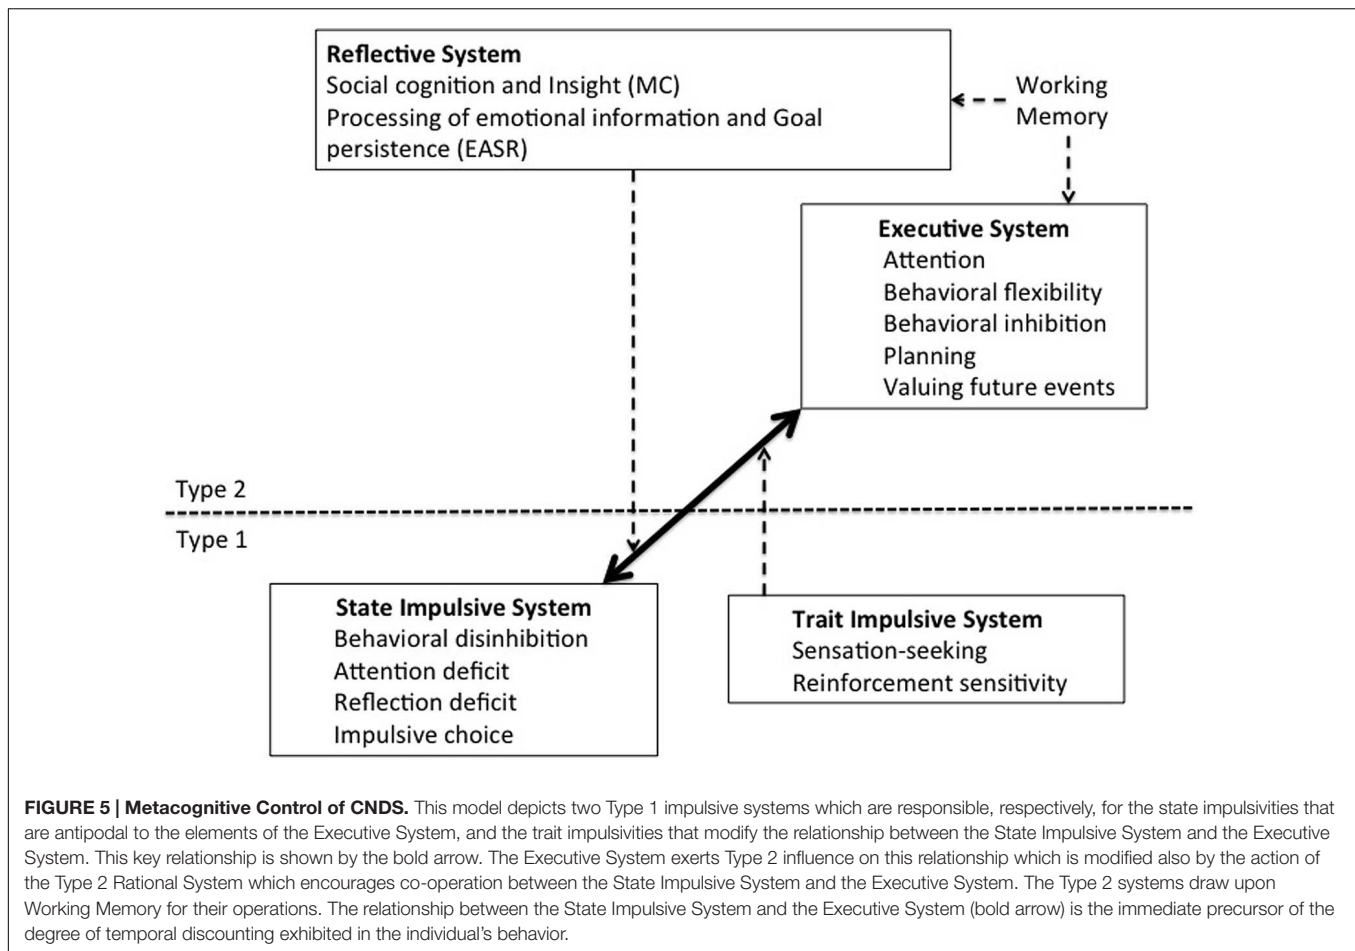 Reflective System
Social cognition and Insight (MC)
Processing of emotional information and Goal
persistence (EASR)
Working
Memory
Executive System
Attention
Behavioral flexibility
Behavioral inhibition
Planning
Valuing future events
Type 2
Type 1
State Impulsive System
Behavioral disinhibition
Attention deficit
Reflection deficit
Impulsive choice
Trait Impulsive System
Sensation-seeking
Reinforcement sensitivity
FIGURE 5 | Metacognitive Control of CNDS. This model depicts two Type 1 impulsive systems which are responsible, respectively, for the state impulsivities that
are antipodal to the elements of the Executive System, and the trait impulsivities that modify the relationship between the State Impulsive System and the Executive
System. This key relationship is shown by the bold arrow. The Executive System exerts Type 2 influence on this relationship which is modified also by the action of
the Type 2 Rational System which encourages co-operation between the State Impulsive System and the Executive System. The Type 2 systems draw upon
Working Memory for their operations. The relationship between the State Impulsive System and the Executive System (bold arrow) is the immediate precursor of the
degree of temporal discounting exhibited in the individual's behavior.